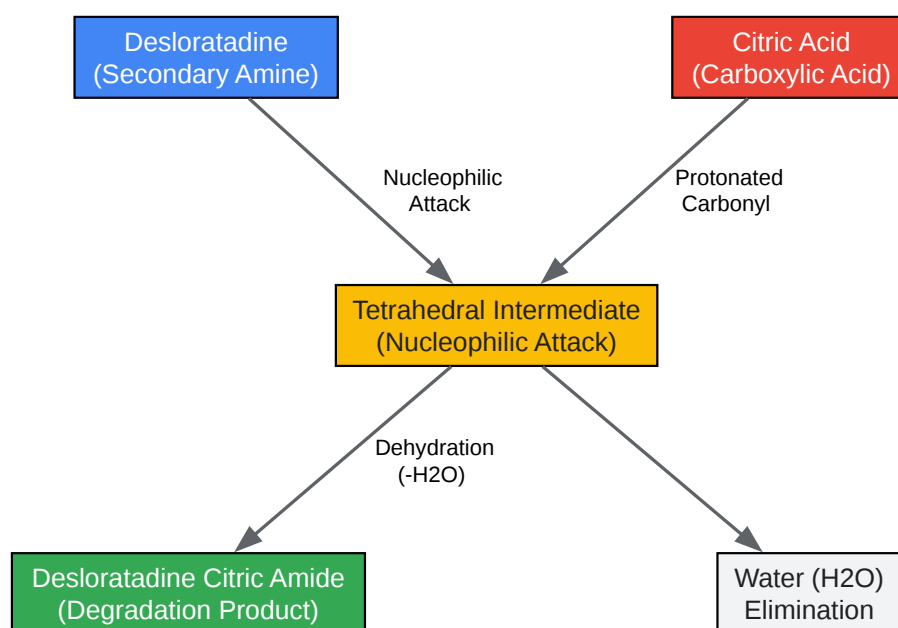 Desloratadine
(Secondary Amine)
Citric Acid
(Carboxylic Acid)
Nucleophilic
Attack
Protonated
Carbonyl
Tetrahedral Intermediate
(Nucleophilic Attack)
Dehydration
(-H2O)
Desloratadine Citric Amide
(Degradation Product)
Water (H2O)
Elimination